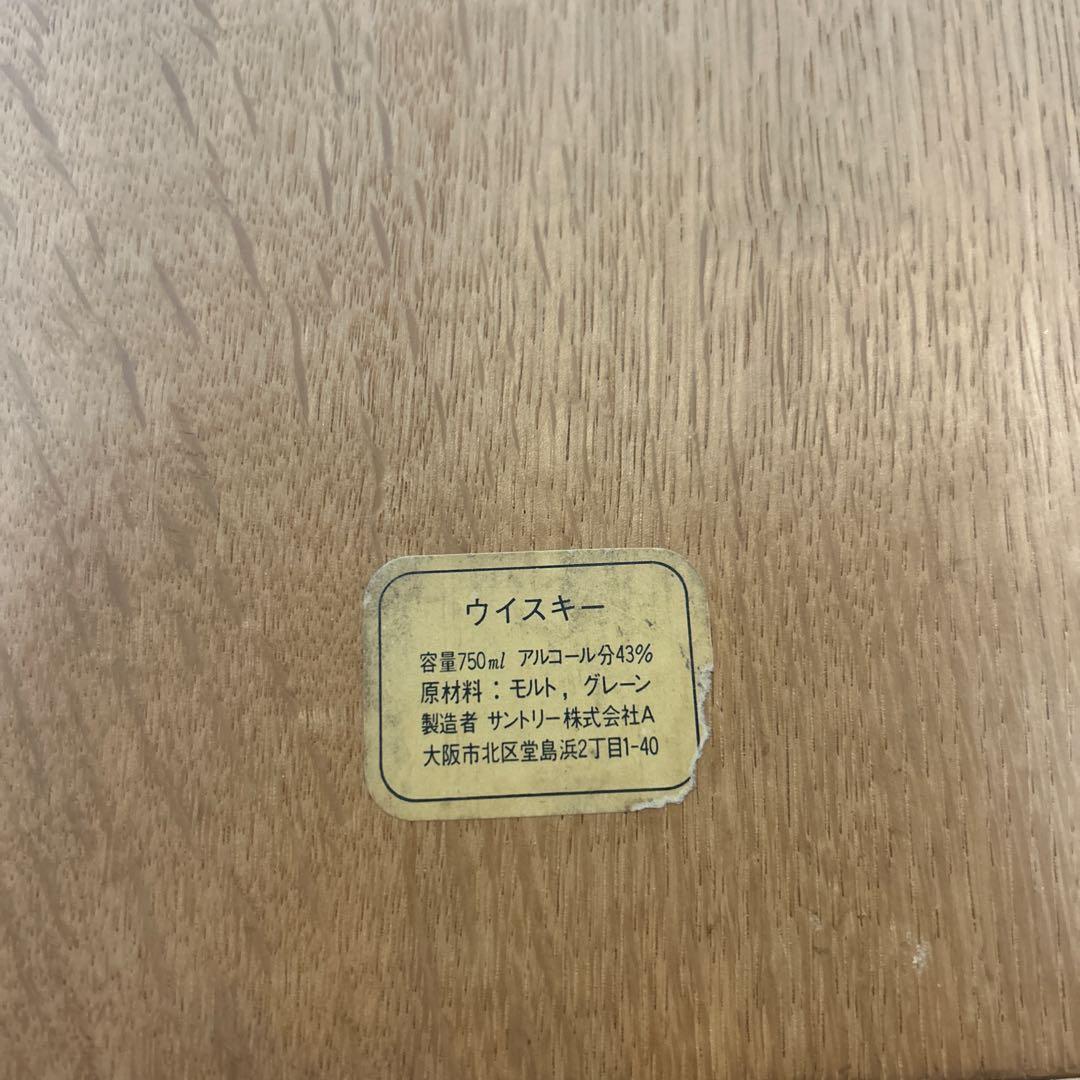 ウイスキー
容量750ml アルコール分43%
原材料：モルト，グレーン
製造者 サントリー株式会社A
大阪市北区堂島浜2丁目1-40